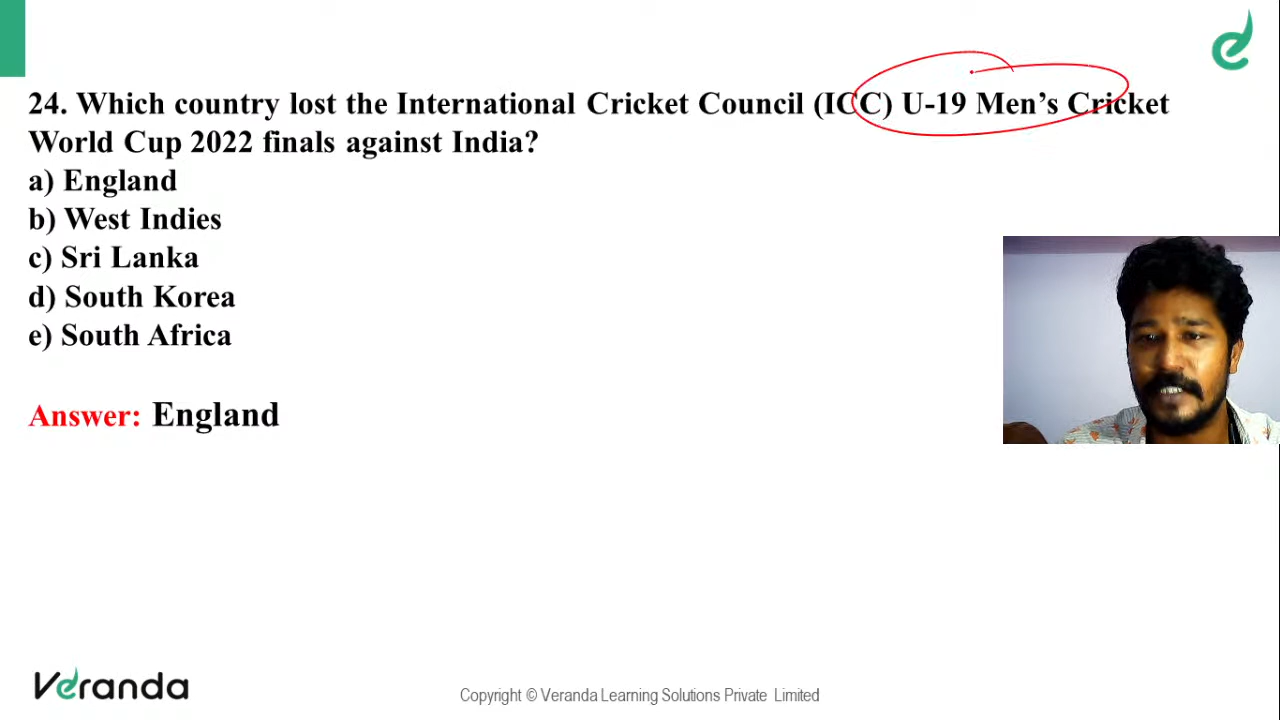 24. Which country lost the International Cricket Council (ICC) U-19 Men’s Cricket
World Cup 2022 finals against India?
a) England
b) West Indies
c) Sri Lanka
d) South Korea
e) South Africa
Answer: England
Veranda
Copyright © Veranda Learning Solutions Private Limited